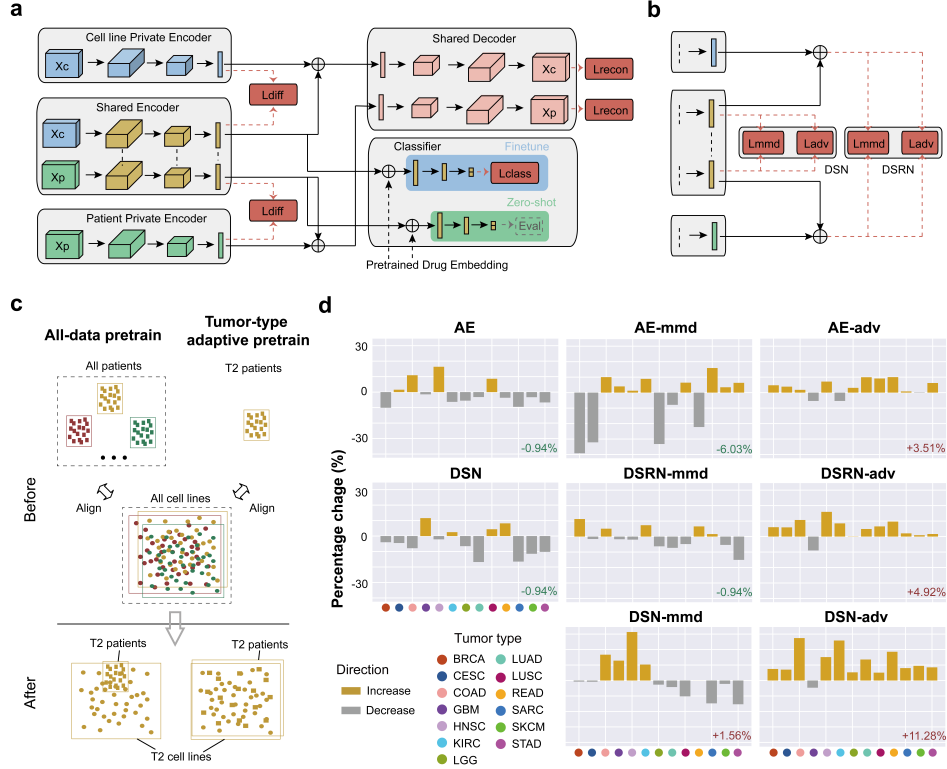 a
Cell line Private Encoder
Xc
Shared Encoder
Xc
Xp
Patient Private Encoder
Xp
Ldiff
Ldiff
Shared Decoder
Xc
Lrecon
Xp
Lrecon
Classifier
Finetune
Lclass
Zero-shot
Eval
Pretrained Drug Embedding
b
Lmmd
Ladv
Lmmd
Ladv
DSN
DSRN
c
All-data pretrain
Tumor-type
adaptive pretrain
All patients
T2 patients
Before
Align
All cell lines
Align
After
T2 patients
T2 patients
T2 cell lines
d
Percentage chage (%)
AE
AE-mmd
AE-adv
30
0
-30
-0.94%
-6.03%
+3.51%
DSN
DSRN-mmd
DSRN-adv
30
0
-30
-0.94%
-0.94%
+4.92%
DSN-mmd
DSN-adv
+1.56%
+11.28%
Direction
Increase
Decrease
Tumor type
BRCA
CESC
COAD
GBM
HNSC
KIRC
LGG
LUAD
LUSC
READ
SARC
SKCM
STAD